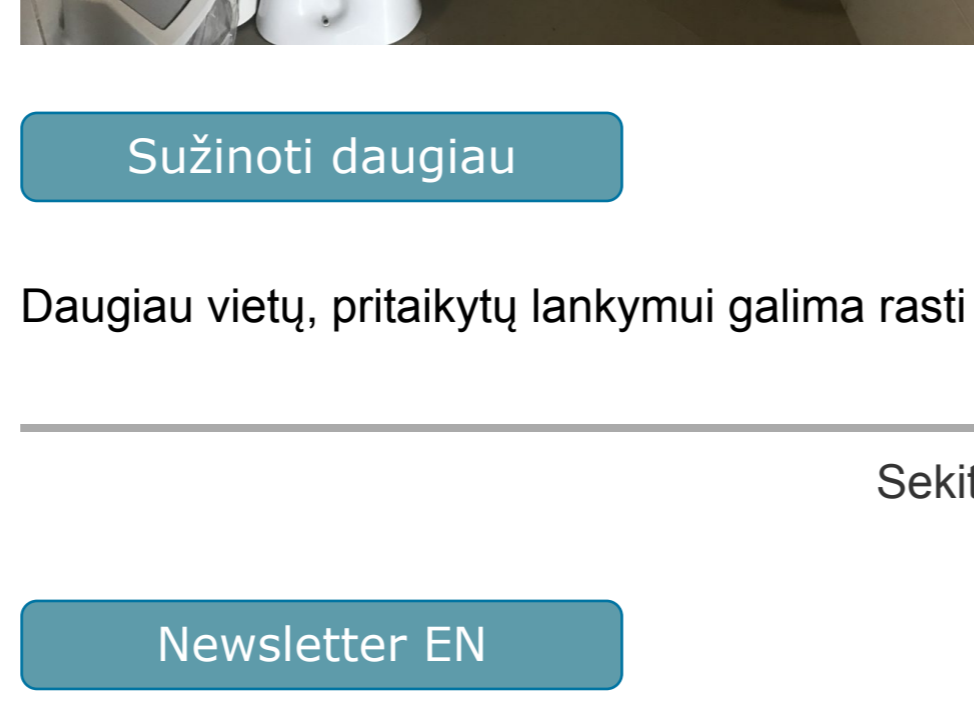 Sužinoti daugiau
Daugiau vietų, pritaikytų lankymui galima rasti
Newsletter EN